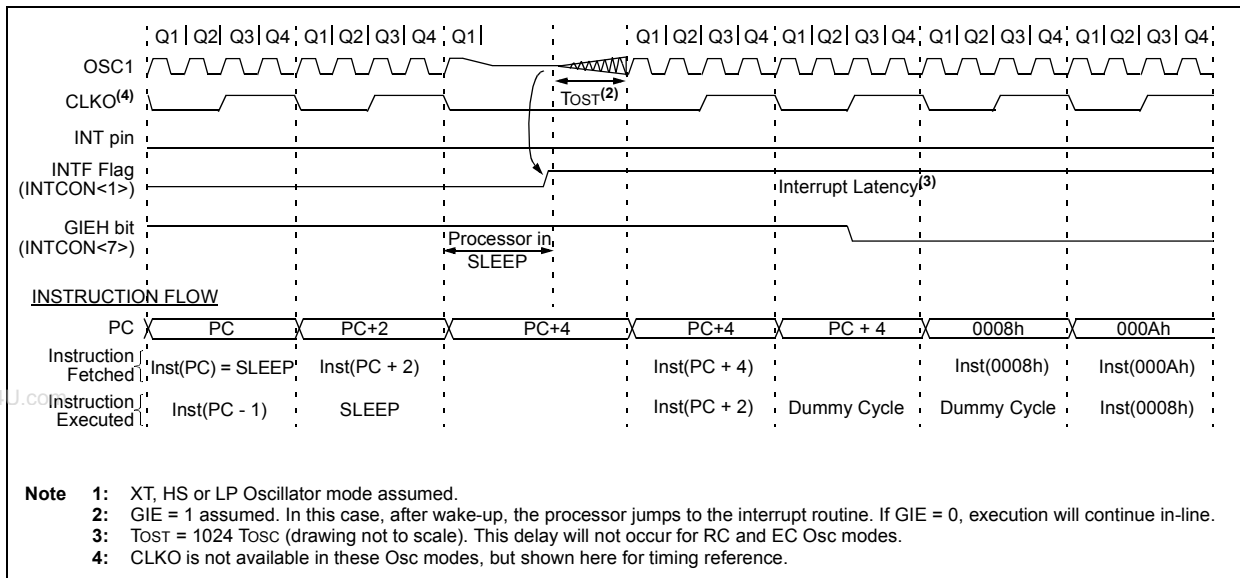 Q1 Q2 Q3 Q4 Q1 Q2 Q3 Q4 Q1 Q1 Q2 Q3 Q4 Q1 Q2 Q3 Q4 Q1 Q2 Q3 Q4 Q1 Q2 Q3 Q4
OSC1
CLKO(4)
TOST(2)
INT pin
INTF Flag
(INTCON<1>)
Interrupt Latency(3)
GIEH bit
(INTCON<7>)
Processor in
SLEEP
INSTRUCTION FLOW
PC PC PC+2 PC+4 PC+4 PC + 4 0008h 000Ah
Instruction
Fetched
Inst(PC) = SLEEP Inst(PC + 2) Inst(PC + 4) Inst(0008h) Inst(000Ah)
U.com
Instruction
Executed
Inst(PC - 1) SLEEP Inst(PC + 2) Dummy Cycle Dummy Cycle Inst(0008h)
Note 1: XT, HS or LP Oscillator mode assumed.
2: GIE = 1 assumed. In this case, after wake-up, the processor jumps to the interrupt routine. If GIE = 0, execution will continue in-line.
3: TOST = 1024 TOSC (drawing not to scale). This delay will not occur for RC and EC Osc modes.
4: CLKO is not available in these Osc modes, but shown here for timing reference.